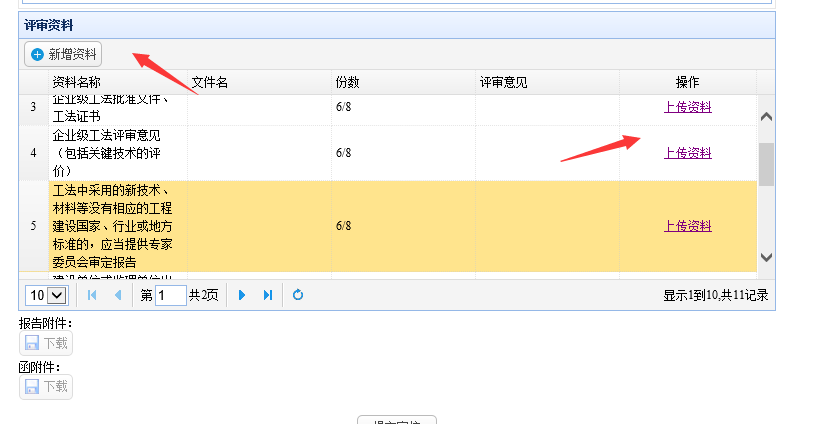 评审资料
新增资料
资料名称 文件名 份数 评审意见 操作
3 企业级工法批准文件、 6/8 上传资料
工法证书
4 企业级工法评审意见 6/8 上传资料
（包括关键技术的评
价）
5 工法中采用的新技术、 6/8 上传资料
材料等没有相应的工程
建设国家、行业或地方
标准的，应当提供专家
委员会审定报告
10 第 1 共2页 显示1到10,共11记录
报告附件：
下载
函附件：
下载